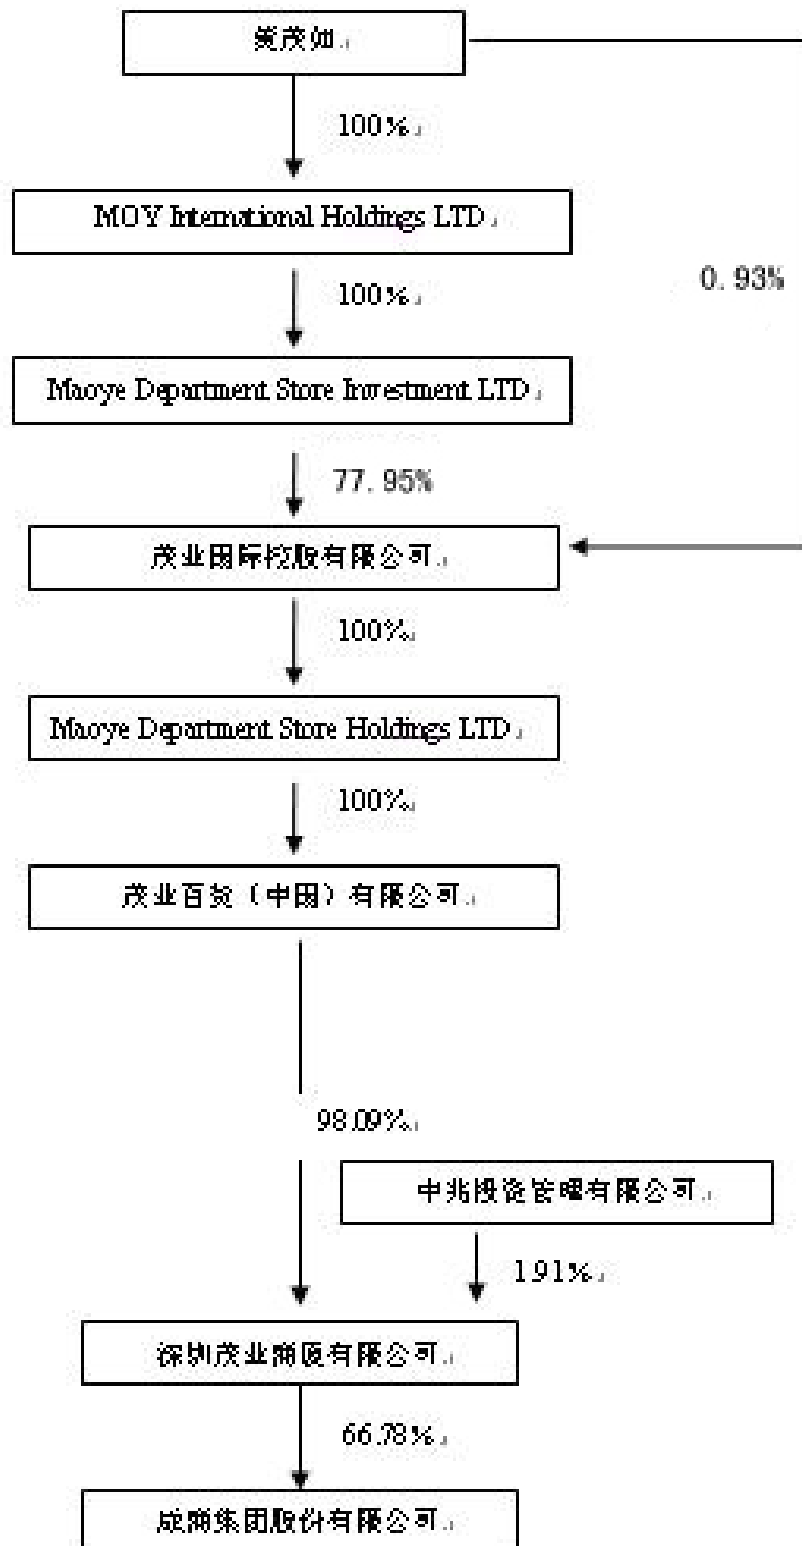 黄茂如
100%
MOY International Holdings LTD
100%
0.93%
Maoye Department Store Investment LTD
77.95%
茂业国际控股有限公司
100%
Maoye Department Store Holdings LTD
100%
茂业百货（中国）有限公司
98.09%
中兆投资管理有限公司
1.91%
深圳茂业商厦有限公司
66.78%
成商集团股份有限公司